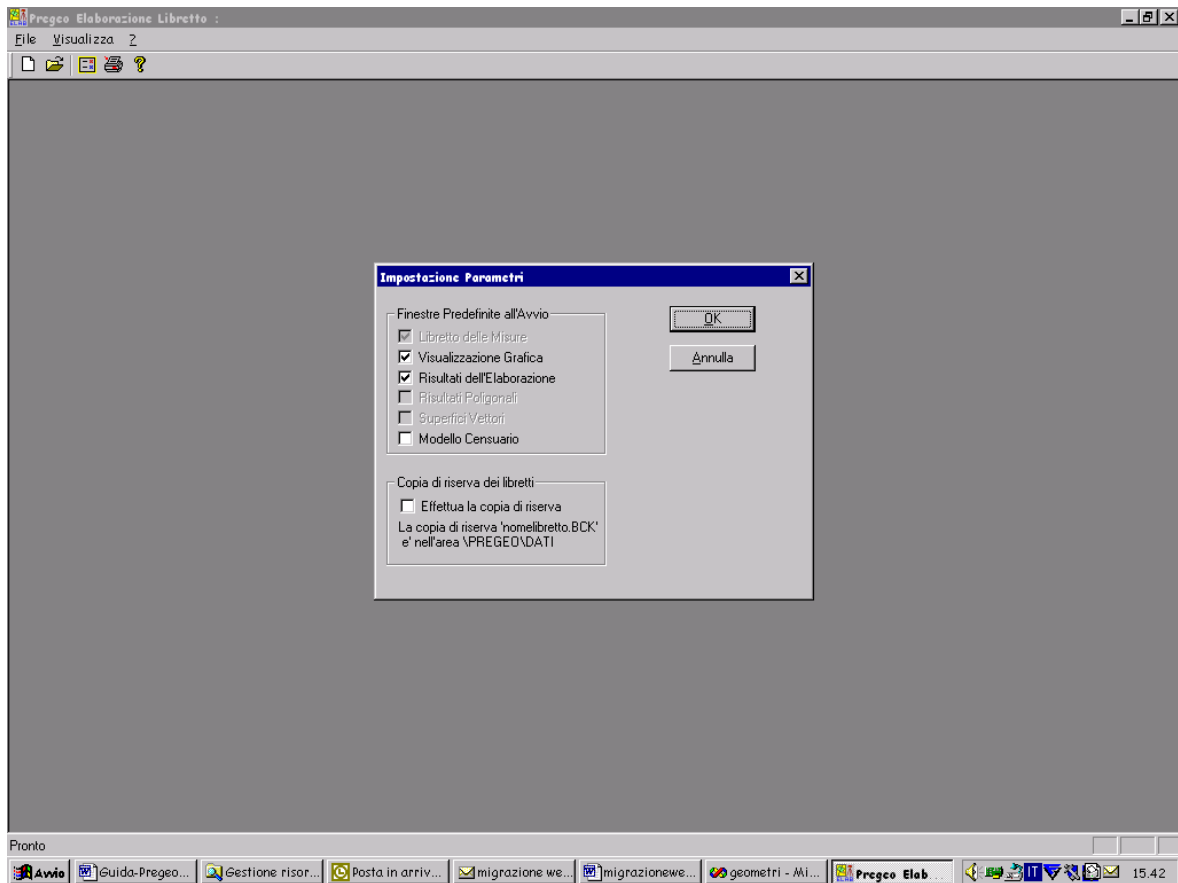 Pregeo Elaborazione Libretto :
File Visualizza ?
Impostazione Parametri
Finestre Predefinite all'Avvio
Libretto delle Misure
Visualizzazione Grafica
Risultati dell'Elaborazione
Risultati Poligonali
Superfici Vettori
Modello Censuario
OK
Annulla
Copia di riserva dei libretti
Effettua la copia di riserva
La copia di riserva 'nomelibretto.BCK'
e' nell'area \PREGEO\DATI
Pronto
Avvio Guida-Pregeo... Gestione risor... Posta in arriv... migrazione we... migrazionewe... geometri - Mi... Pregeo Elab... IT 15.42